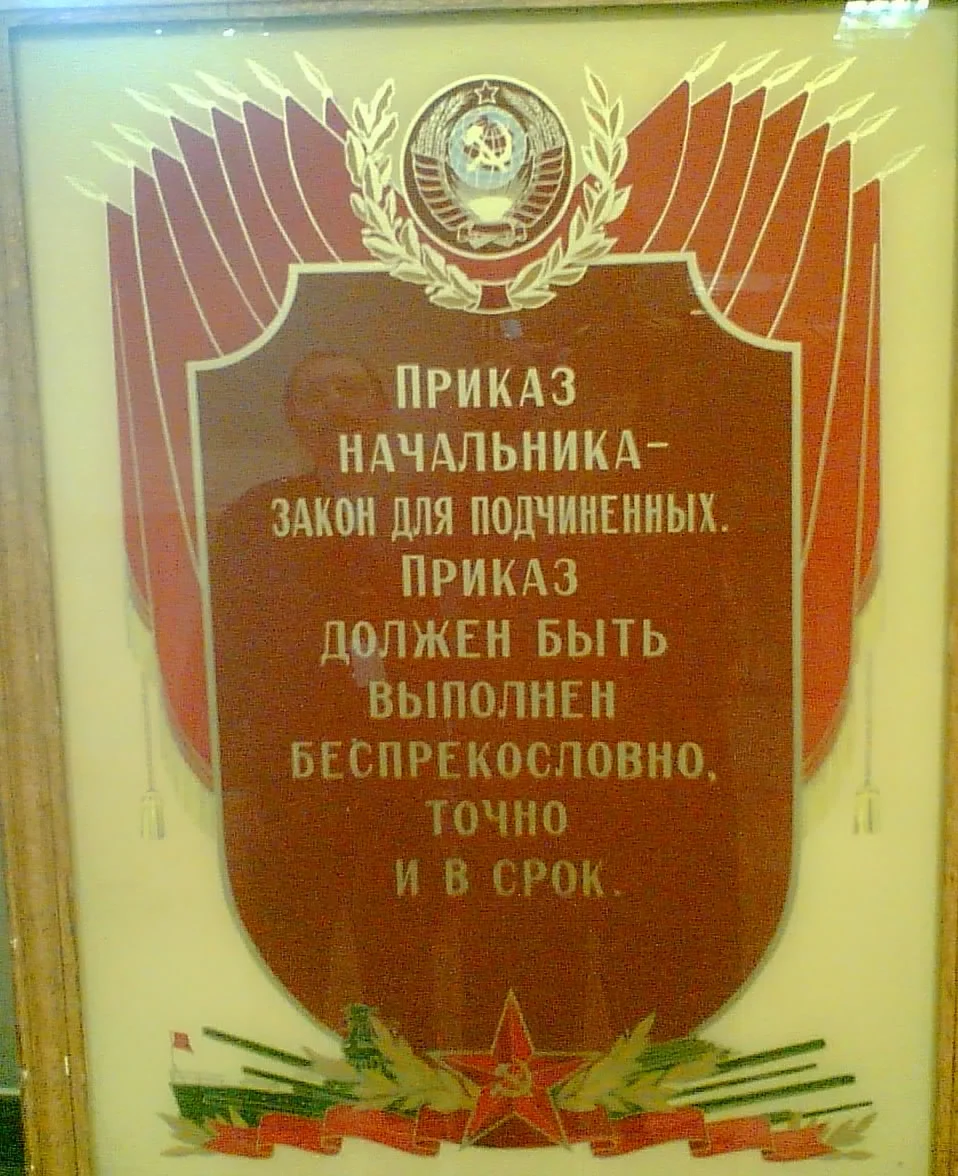 ПРИКАЗ
НАЧАЛЬНИКА–
ЗАКОН ДЛЯ ПОДЧИНЕННЫХ.
ПРИКАЗ
ДОЛЖЕН БЫТЬ
ВЫПОЛНЕН
БЕСПРЕКОСЛОВНО,
ТОЧНО
И В СРОК.